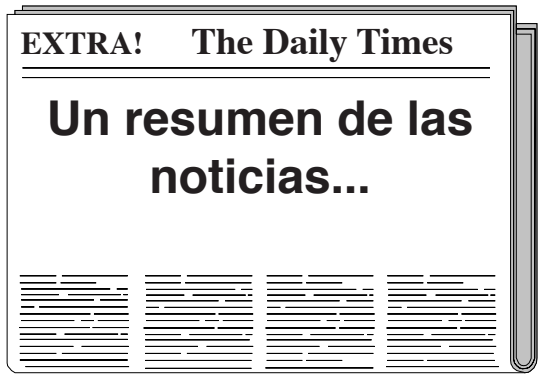 EXTRA! The Daily Times
Un resumen de las
noticias...